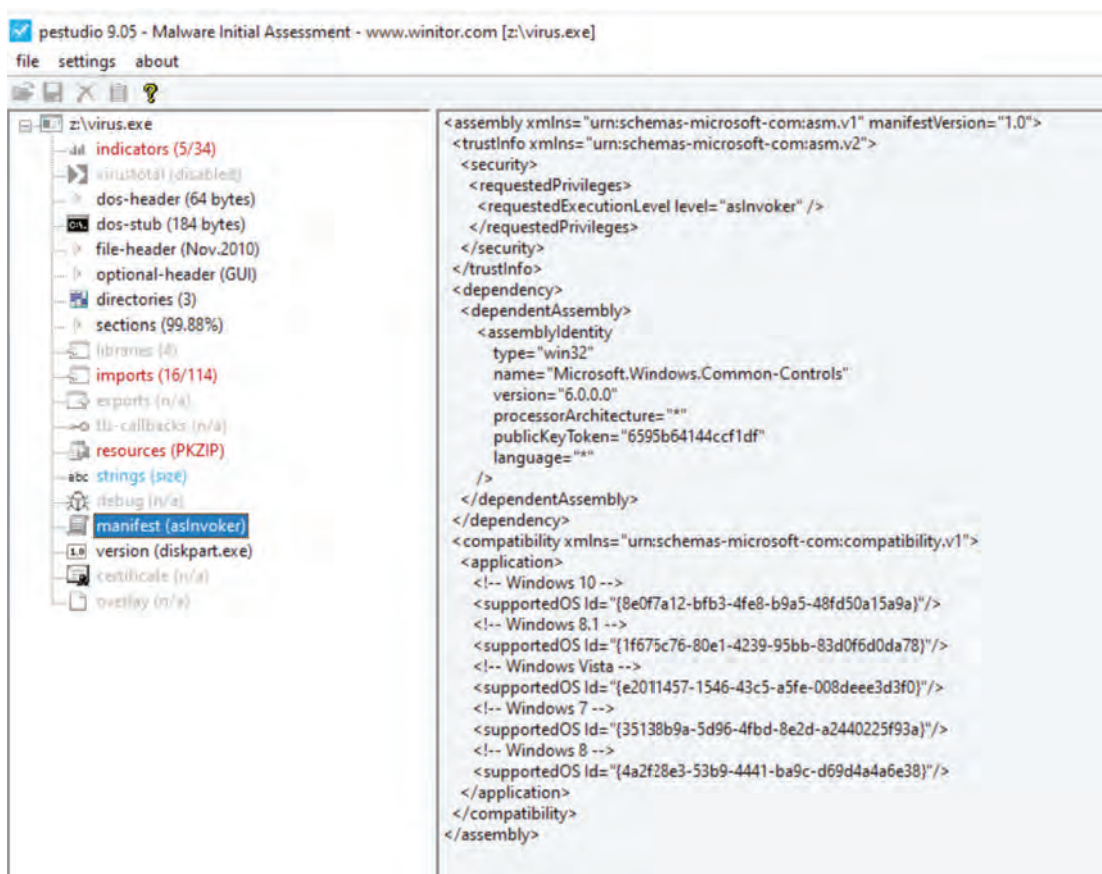 pestudio 9.05 - Malware Initial Assessment - www.winitor.com [z:\virus.exe]
file settings about
z:\virus.exe
indicators (5/34)
virustotal (disabled)
dos-header (64 bytes)
dos-stub (184 bytes)
file-header (Nov.2010)
optional-header (GUI)
directories (3)
sections (99.88%)
libraries (4)
imports (16/114)
exports (n/a)
tls-callbacks (n/a)
resources (PKZIP)
abc strings (size)
debug (n/a)
manifest (asInvoker)
1.0 version (diskpart.exe)
certificate (n/a)
overlay (n/a)
<assembly xmlns="urn:schemas-microsoft-com:asm.v1" manifestVersion="1.0">
<trustInfo xmlns="urn:schemas-microsoft-com:asm.v2">
<security>
<requestedPrivileges>
<requestedExecutionLevel level="asInvoker" />
</requestedPrivileges>
</security>
</trustInfo>
<dependency>
<dependentAssembly>
<assemblyIdentity
type="win32"
name="Microsoft.Windows.Common-Controls"
version="6.0.0.0"
processorArchitecture="*"
publicKeyToken="6595b64144ccf1df"
language="*"
/>
</dependentAssembly>
</dependency>
<compatibility xmlns="urn:schemas-microsoft-com:compatibility.v1">
<application>
<!-- Windows 10 -->
<supportedOS Id="{8e0f7a12-bfb3-4fe8-b9a5-48fd50a15a9a}"/>
<!-- Windows 8.1 -->
<supportedOS Id="{1f675c76-80e1-4239-95bb-83d0f6d0da78}"/>
<!-- Windows Vista -->
<supportedOS Id="{e2011457-1546-43c5-a5fe-008deee3d3f0}"/>
<!-- Windows 7 -->
<supportedOS Id="{35138b9a-5d96-4fbd-8e2d-a2440225f93a}"/>
<!-- Windows 8 -->
<supportedOS Id="{4a2f28e3-53b9-4441-ba9c-d69d4a4a6e38}"/>
</application>
</compatibility>
</assembly>